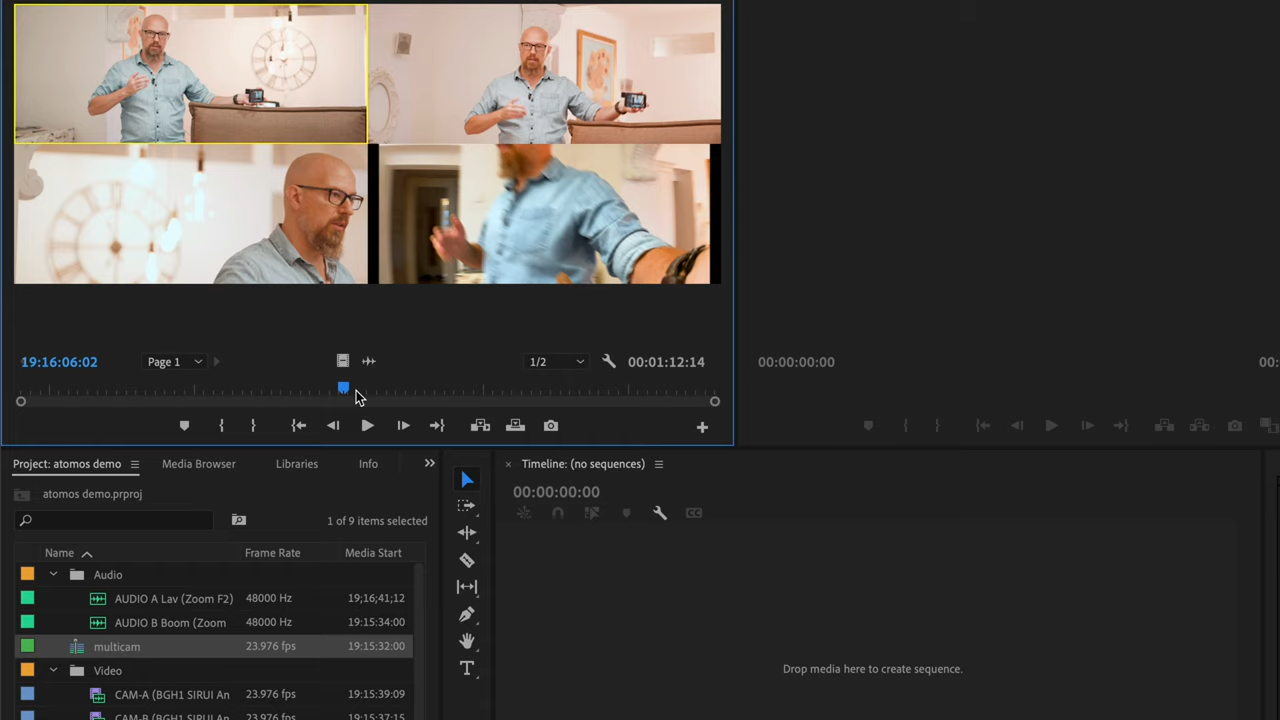 19:16:06:02
Page 1
1/2
00:01:12:14
00:00:00:00
00:
Project: atomos demo
Media Browser
Libraries
Info
Timeline: (no sequences)
atomos demo.prproj
00:00:00:00
1 of 9 items selected
Name
Frame Rate
Media Start
Audio
AUDIO A Lav (Zoom F2)
48000 Hz
19;16;41;12
AUDIO B Boom (Zoom
48000 Hz
19:15:34:00
multicam
23.976 fps
19:15:32:00
Video
Drop media here to create sequence.
CAM-A (BGH1 SIRUI An
23.976 fps
19:15:39:09
CAM-B (BGH1 SIRUI An
23.976 fps
19:15:37:15